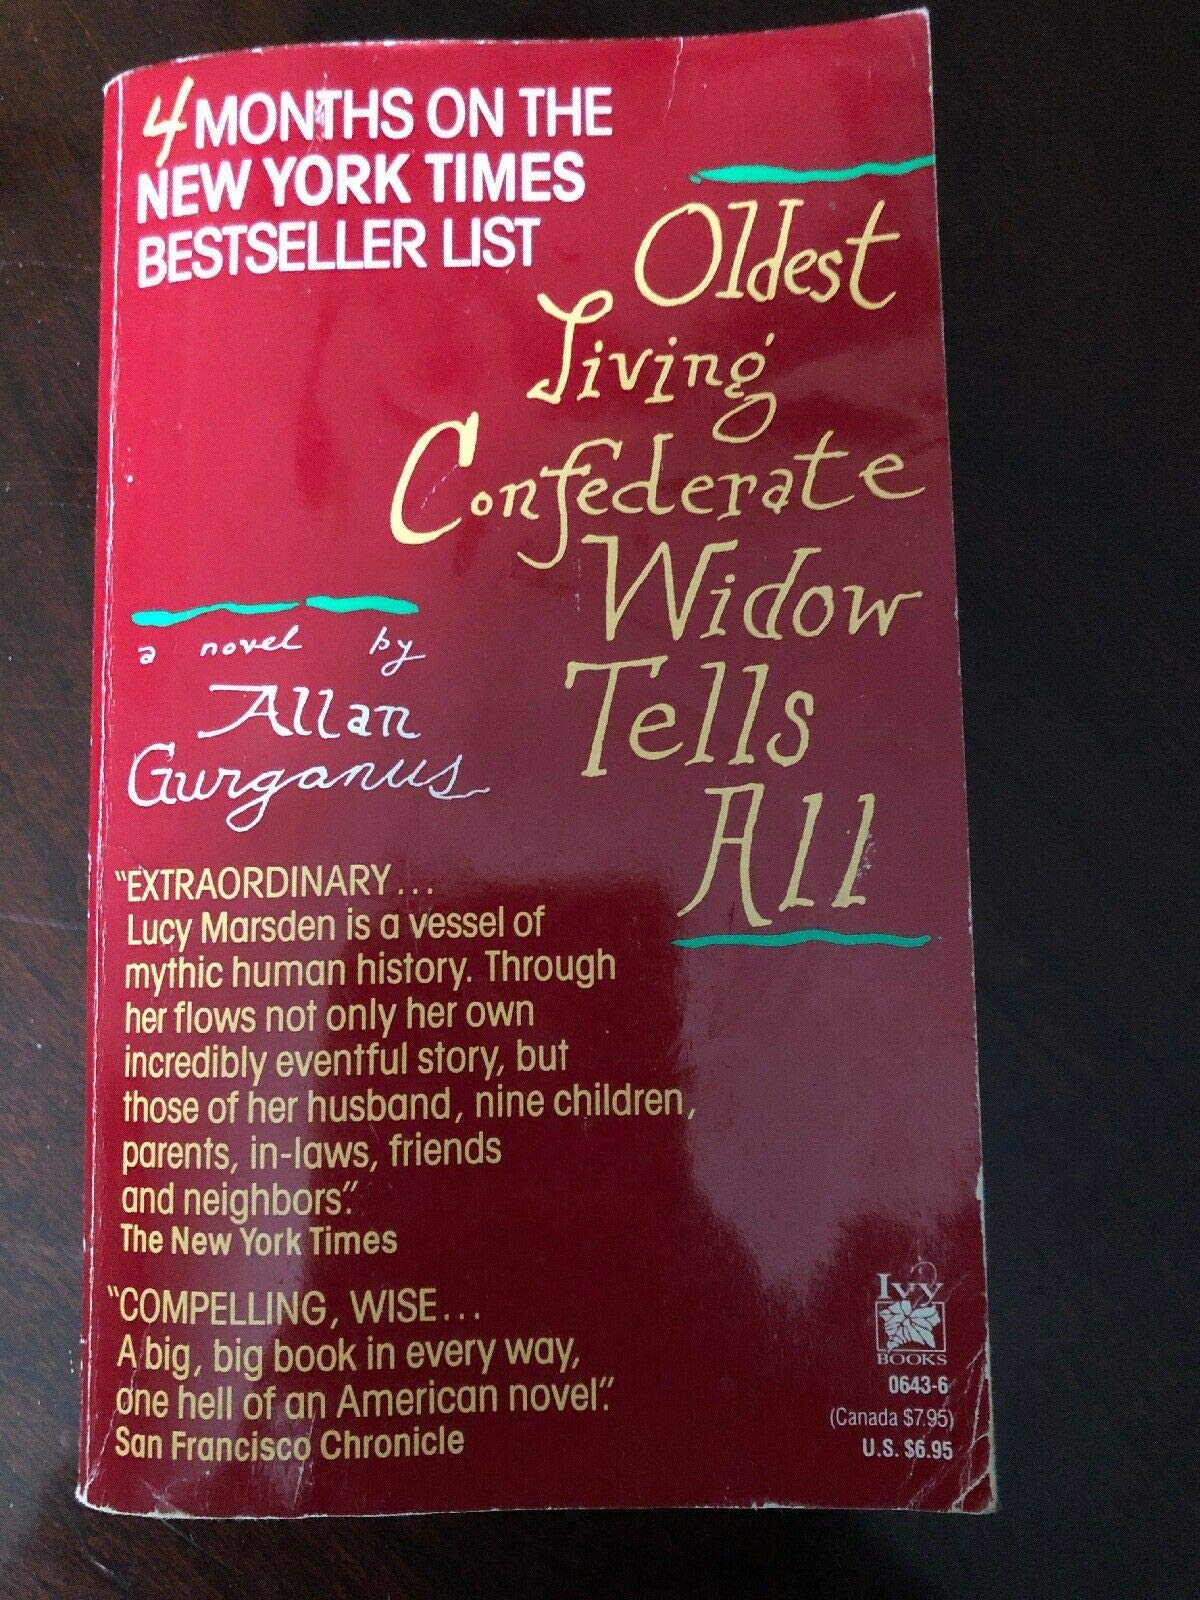 4 MONTHS ON THE
NEW YORK TIMES
BESTSELLER LIST
Oldest
Living
Confederate
Widow
Tells
All
a novel by
Allan
Gurganus
"EXTRAORDINARY...
Lucy Marsden is a vessel of
mythic human history. Through
her flows not only her own
incredibly eventful story, but
those of her husband, nine children,
parents, in-laws, friends
and neighbors."
The New York Times
"COMPELLING, WISE...
A big, big book in every way,
one hell of an American novel."
San Francisco Chronicle
Ivy
BOOKS
0643-6
(Canada $7.95)
U.S. $6.95